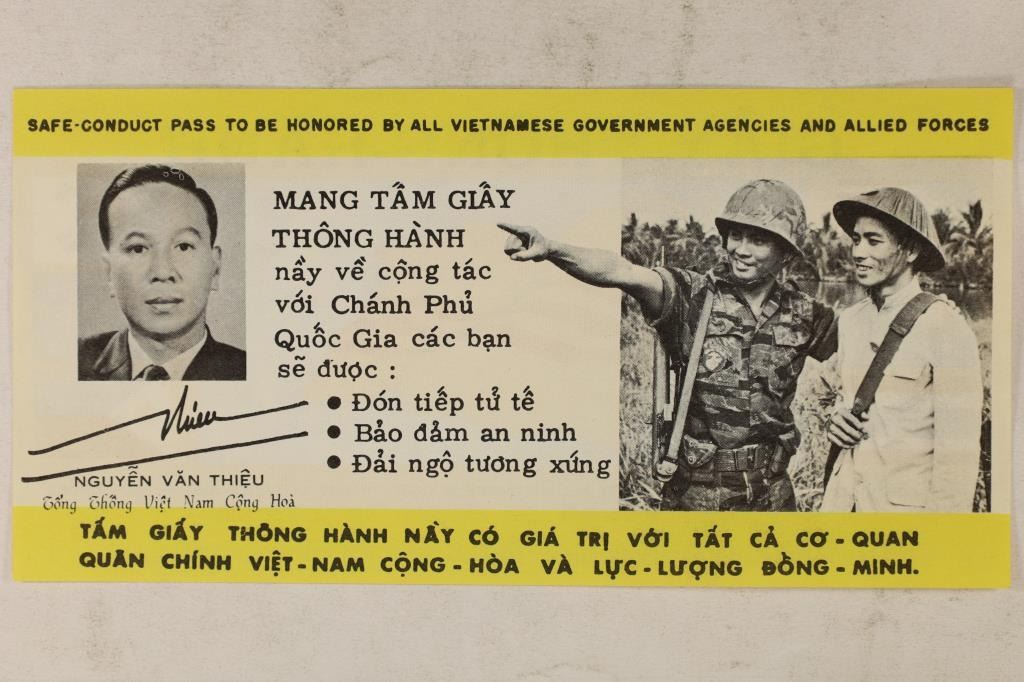 SAFE-CONDUCT PASS TO BE HONORED BY ALL VIETNAMESE GOVERNMENT AGENCIES AND ALLIED FORCES
MANG TẤM GIẤY
THÔNG HÀNH
nầy về cộng tác
với Chánh Phủ
Quốc Gia các bạn
sẽ được :
● Đón tiếp tử tế
● Bảo đảm an ninh
● Đải ngộ tương xứng
Thieu
NGUYỄN VĂN THIỆU
Tổng Thống Việt Nam Cộng Hoà
TẤM GIẤY THÔNG HÀNH NẦY CÓ GIÁ TRỊ VỚI TẤT CẢ CƠ - QUAN
QUÂN CHÍNH VIỆT - NAM CỘNG - HÒA VÀ LỰC - LƯỢNG ĐỒNG - MINH.